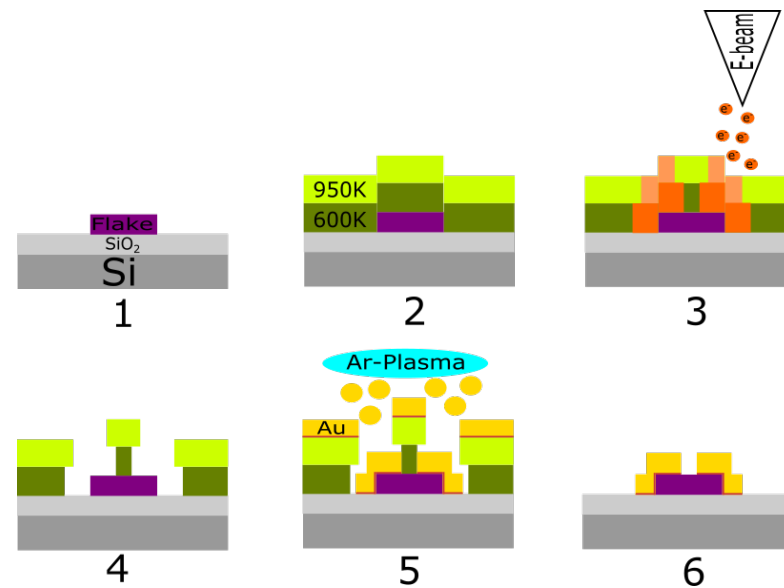 E-beam
e⁻
e⁻
e⁻
e⁻
e⁻
e⁻
Flake
SiO₂
Si
1
950K
600K
2
3
4
Ar-Plasma
Au
5
6